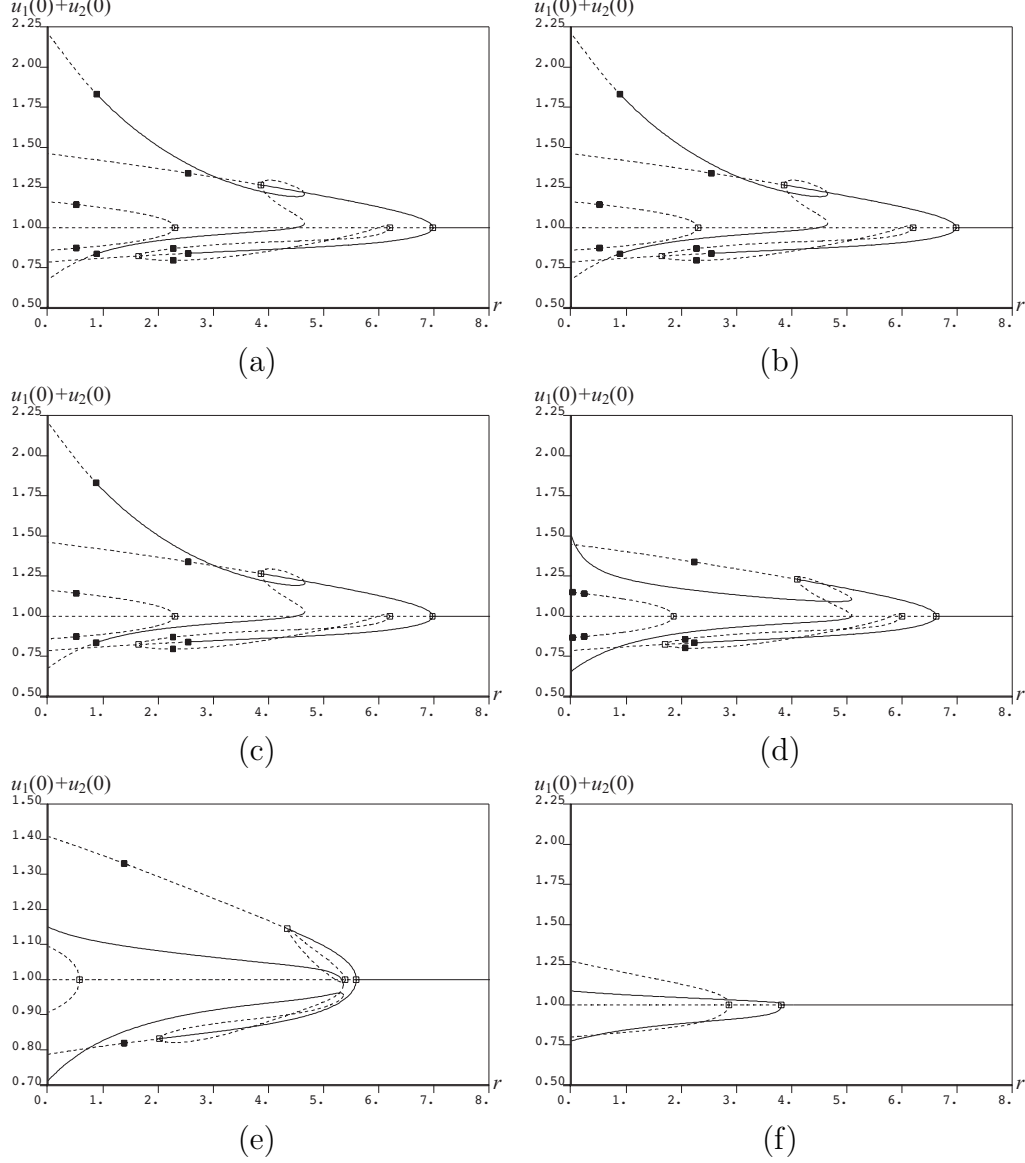 u₁(0)+u₂(0) u₁(0)+u₂(0)
2.25 2.25
2.00 2.00
1.75 1.75
1.50 1.50
1.25 1.25
1.00 1.00
0.75 0.75
0.50 r 0.50 r
0. 1. 2. 3. 4. 5. 6. 7. 8. 0. 1. 2. 3. 4. 5. 6. 7. 8.
(a) (b)
u₁(0)+u₂(0) u₁(0)+u₂(0)
2.25 2.25
2.00 2.00
1.75 1.75
1.50 1.50
1.25 1.25
1.00 1.00
0.75 0.75
0.50 r 0.50 r
0. 1. 2. 3. 4. 5. 6. 7. 8. 0. 1. 2. 3. 4. 5. 6. 7. 8.
(c) (d)
u₁(0)+u₂(0) u₁(0)+u₂(0)
1.50 2.25
1.40 2.00
1.30 1.75
1.20 1.50
1.10 1.25
1.00 1.00
0.90 0.75
0.80 0.50 r
0.70 r
0. 1. 2. 3. 4. 5. 6. 7. 8. 0. 1. 2. 3. 4. 5. 6. 7. 8.
(e) (f)